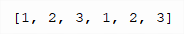 [1, 2, 3, 1, 2, 3]